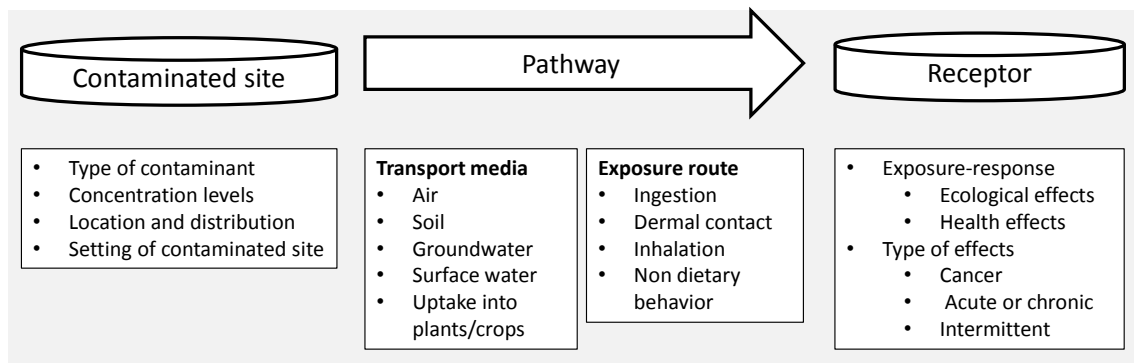 Contaminated site
Pathway
Receptor
• Type of contaminant
• Concentration levels
• Location and distribution
• Setting of contaminated site
Transport media
• Air
• Soil
• Groundwater
• Surface water
• Uptake into
plants/crops
Exposure route
• Ingestion
• Dermal contact
• Inhalation
• Non dietary
behavior
• Exposure-response
• Ecological effects
• Health effects
• Type of effects
• Cancer
• Acute or chronic
• Intermittent